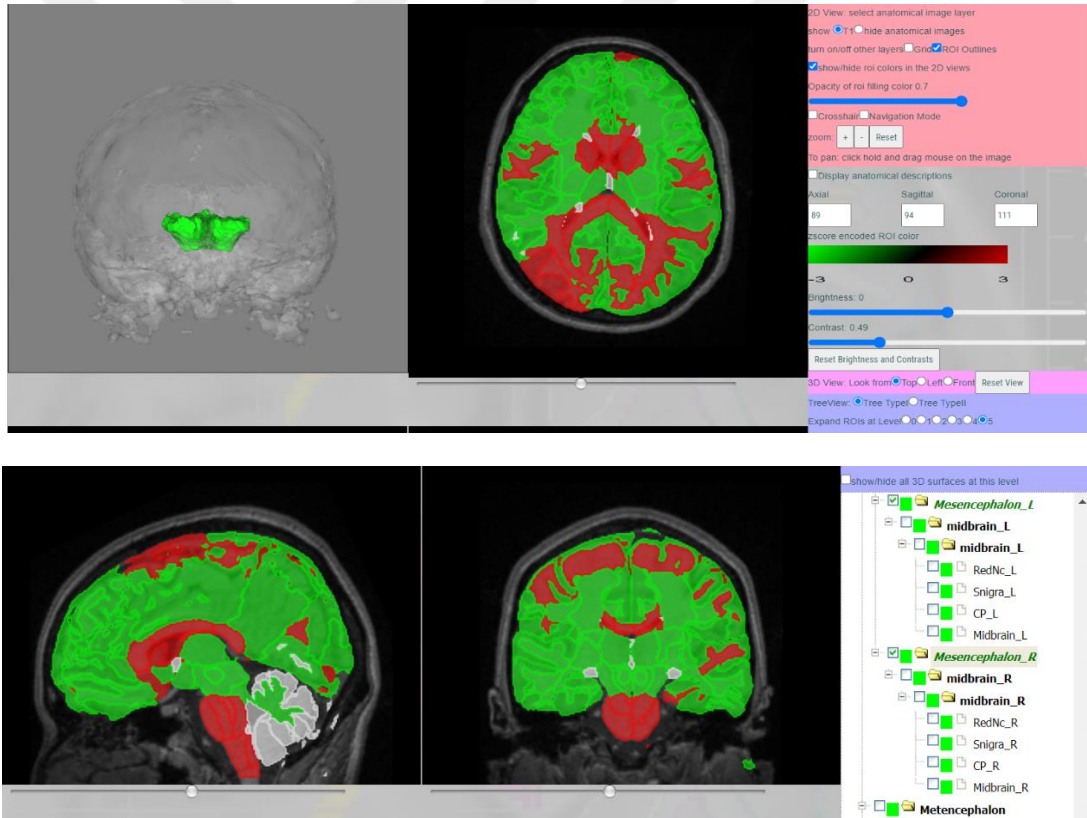 2D View: select anatomical image layer
show T1 hide anatomical images
turn on/off other layers Grid ROI Outlines
show/hide roi colors in the 2D views
Opacity of roi filling color 0.7
Crosshair Navigation Mode
zoom: + - Reset
To pan: click hold and drag mouse on the image
Display anatomical descriptions
Axial Sagittal Coronal
89 94 111
zscore encoded ROI color
-3 0 3
Brightness: 0
Contrast: 0.49
Reset Brightness and Contrasts
3D View: Look from Top Left Front Reset View
TreeView: Tree TypeI Tree TypeII
Expand ROIs at Level 0 1 2 3 4 5
show/hide all 3D surfaces at this level
Mesencephalon_L
midbrain_L
midbrain_L
RedNc_L
Snigra_L
CP_L
Midbrain_L
Mesencephalon_R
midbrain_R
midbrain_R
RedNc_R
Snigra_R
CP_R
Midbrain_R
Metencephalon